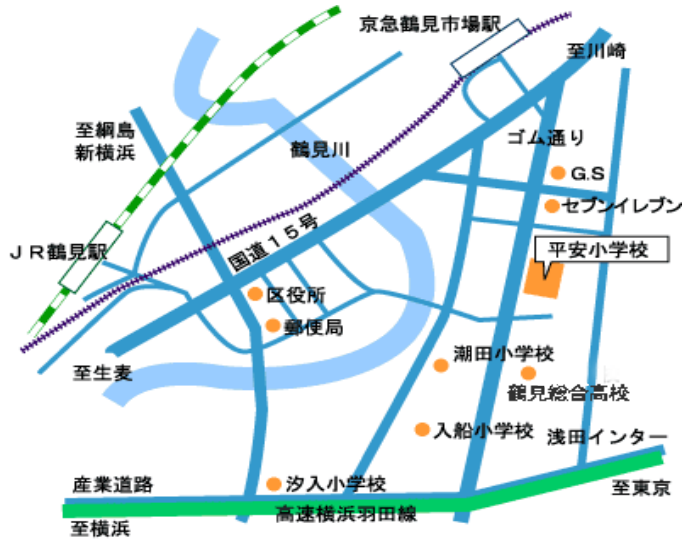 京急鶴見市場駅
至川崎
至綱島
新横浜
鶴見川
ゴム通り
G.S
セブンイレブン
JR鶴見駅
国道15号
平安小学校
区役所
郵便局
至生麦
潮田小学校
鶴見総合高校
入船小学校
浅田インター
産業道路
汐入小学校
至東京
高速横浜羽田線
至横浜